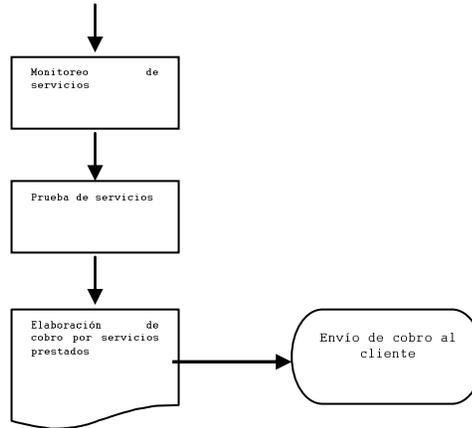 Monitoreo de
servicios
Prueba de servicios
Elaboración de
cobro por servicios
prestados
Envío de cobro al
cliente